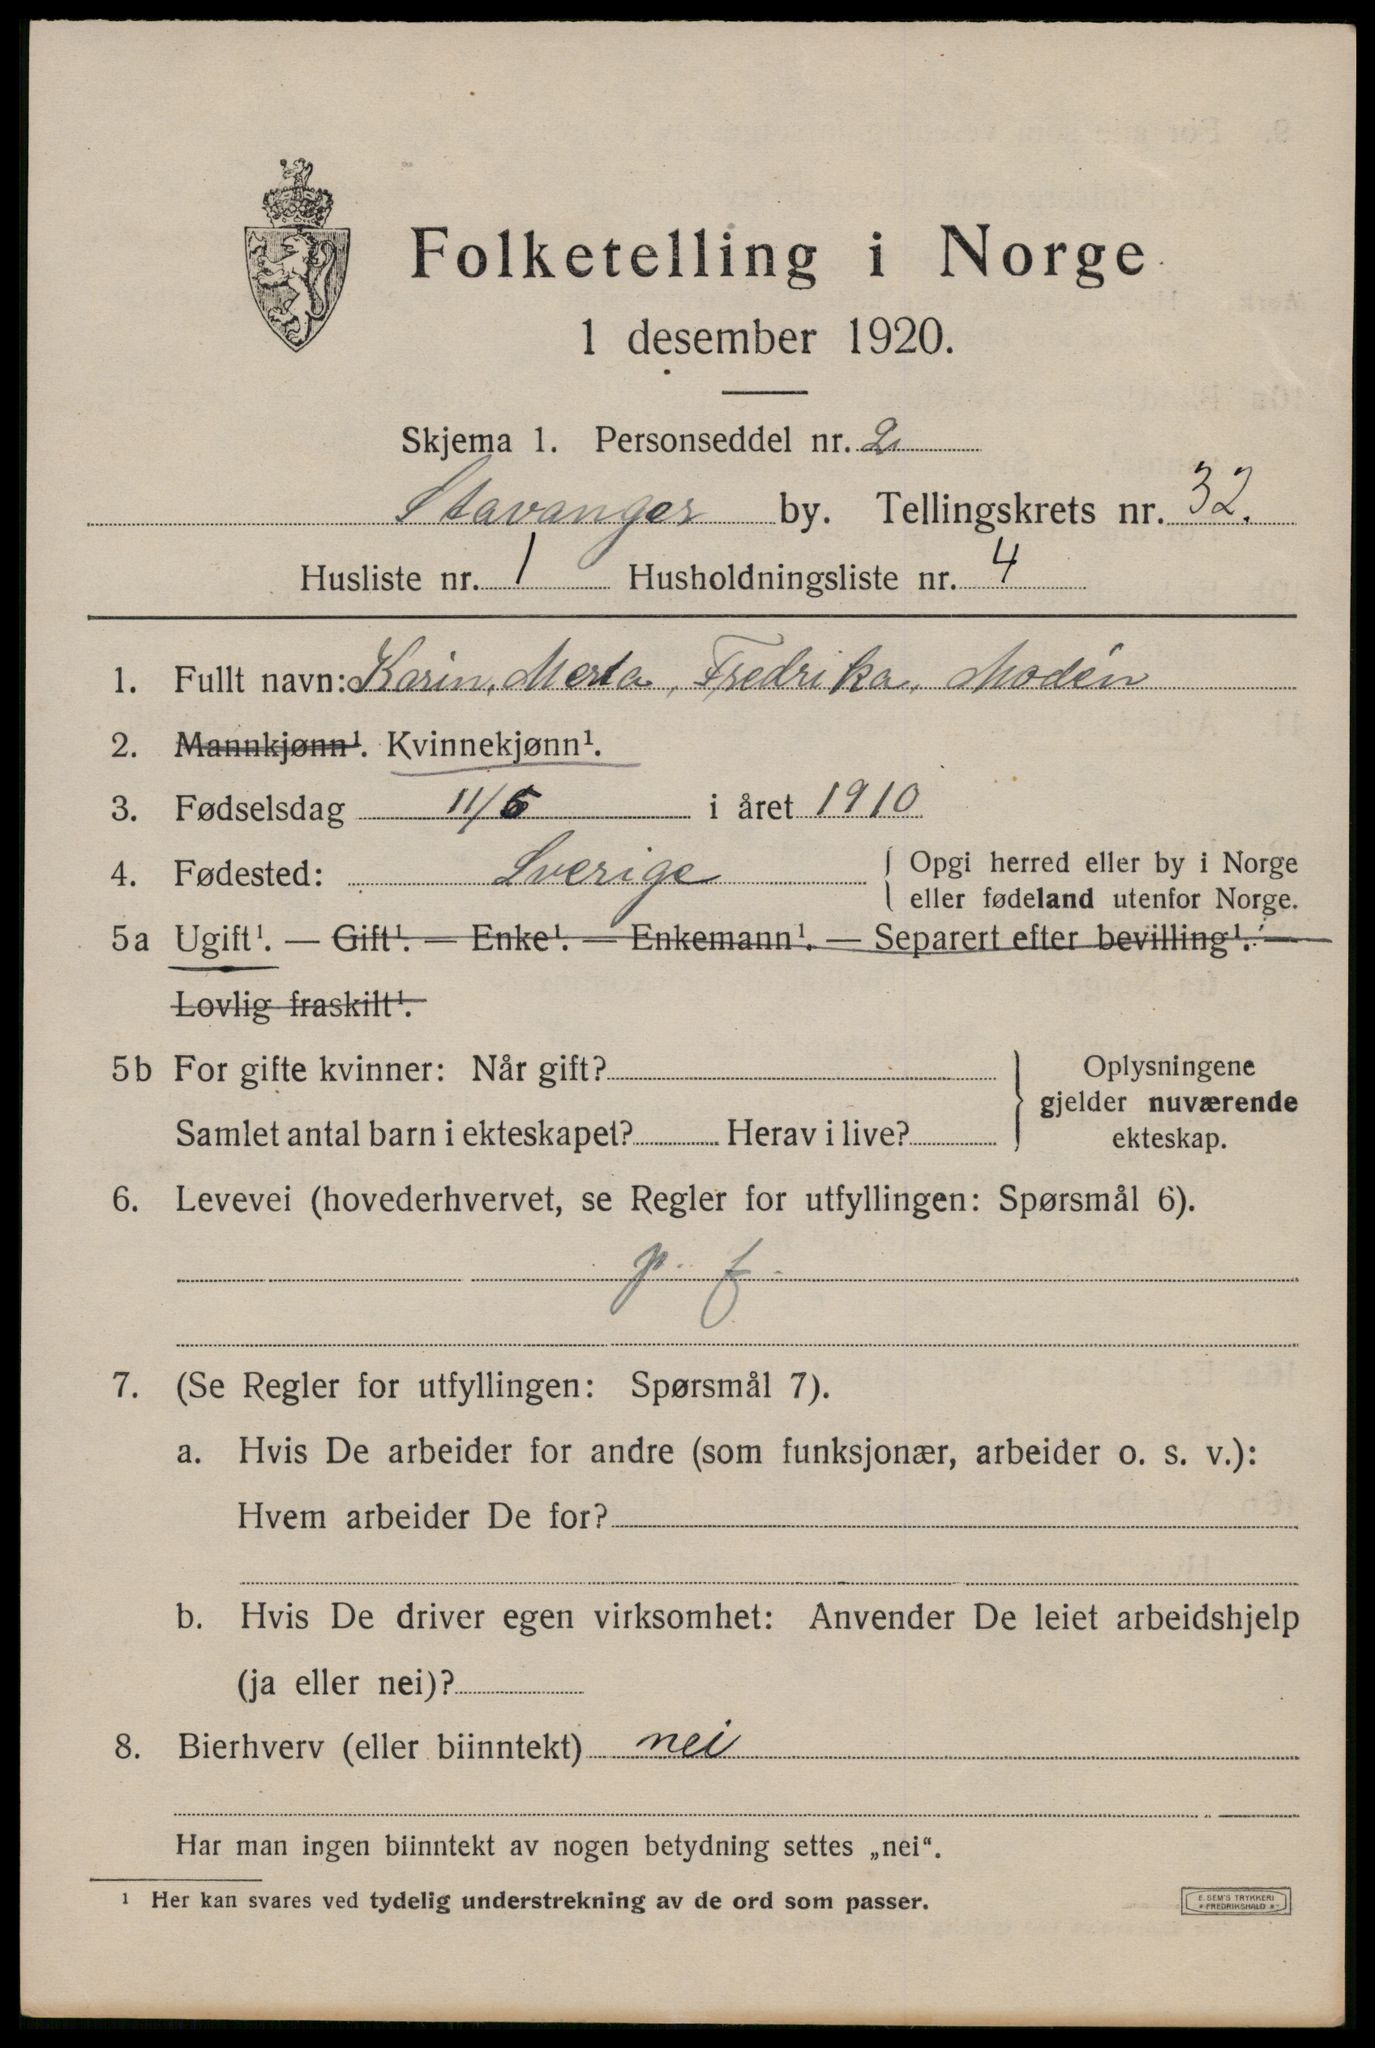 Folketelling i Norge
1 desember 1920.
Skjema 1. Personseddel nr. 2
Stavanger by. Tellingskrets nr. 32.
Husliste nr. 1 Husholdningsliste nr. 4
1. Fullt navn: Karin, Merta, Fredrika, Modén
2. Mannkjønn¹. Kvinnekjønn¹.
3. Fødselsdag 11/6 i året 1910
4. Fødested: Sverige { Opgi herred eller by i Norge
eller fødeland utenfor Norge.
5a Ugift¹. — Gift¹. — Enke¹. — Enkemann¹. — Separert efter bevilling¹. —
Lovlig fraskilt¹.
5b For gifte kvinner: Når gift? } Oplysningene
gjelder nuværende
Samlet antal barn i ekteskapet? Herav i live? ekteskap.
6. Levevei (hovederhvervet, se Regler for utfyllingen: Spørsmål 6).
p. f.
7. (Se Regler for utfyllingen: Spørsmål 7).
a. Hvis De arbeider for andre (som funksjonær, arbeider o. s. v.):
Hvem arbeider De for?
b. Hvis De driver egen virksomhet: Anvender De leiet arbeidshjelp
(ja eller nei)?
8. Bierhverv (eller biinntekt) nei
Har man ingen biinntekt av nogen betydning settes „nei“.
¹ Her kan svares ved tydelig understrekning av de ord som passer.
E. SEM'S TRYKKERI
FREDRIKSHALD